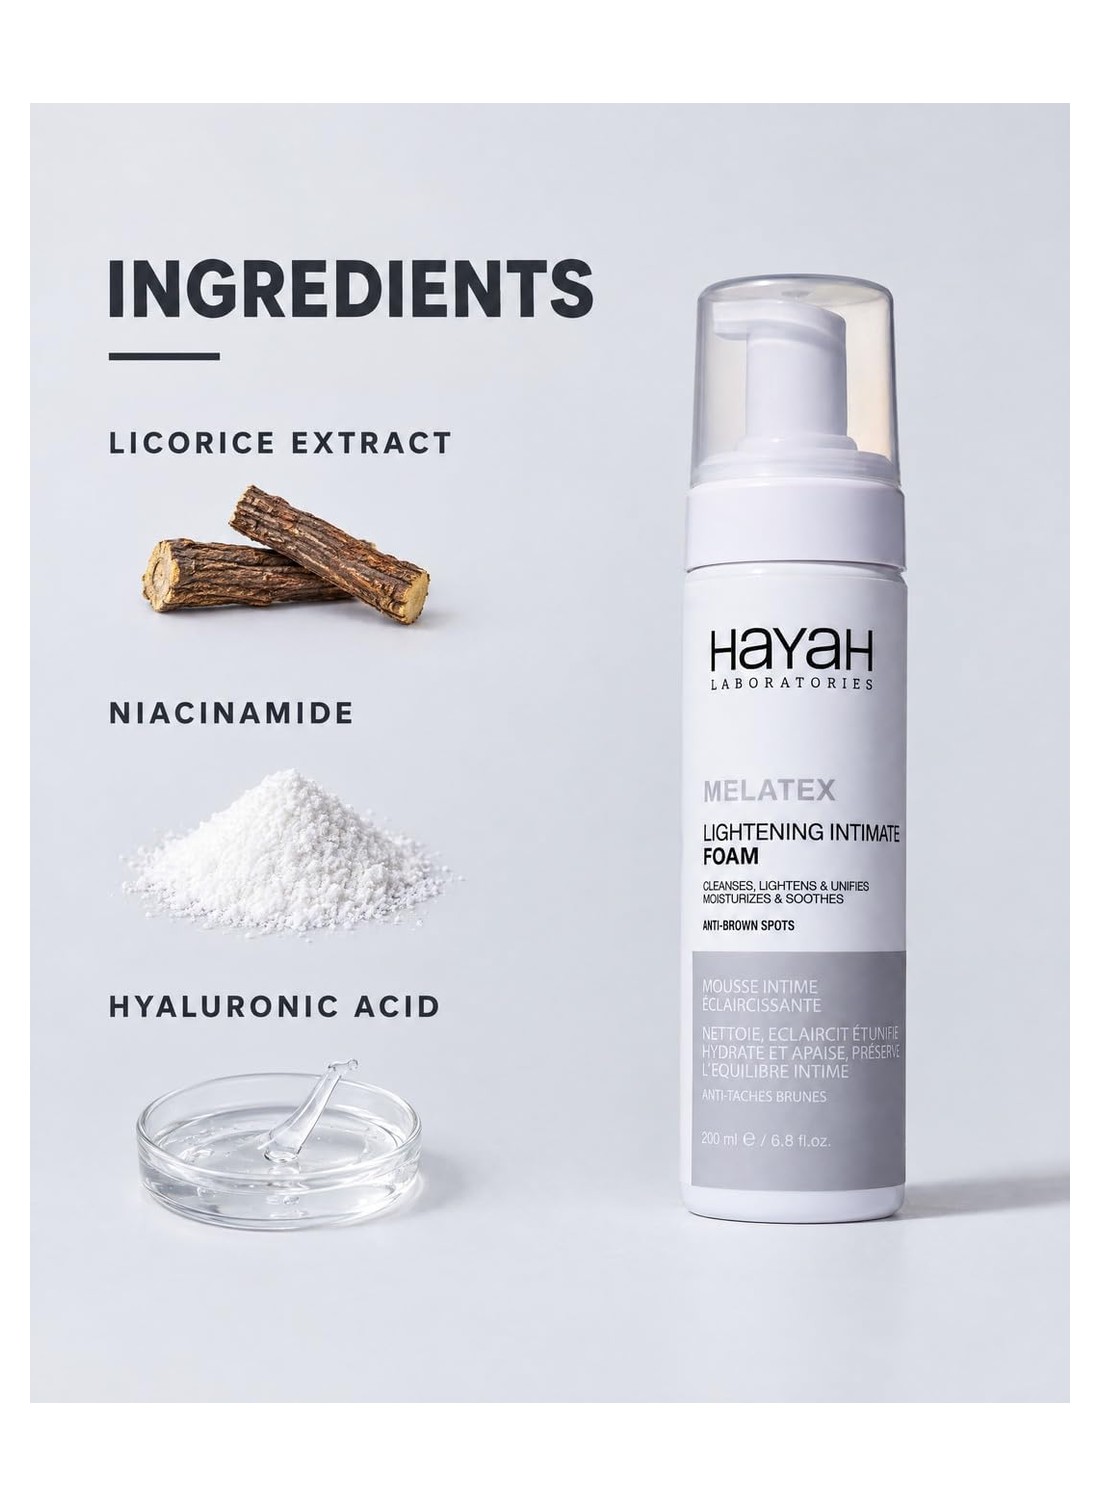 INGREDIENTS
LICORICE EXTRACT
NIACINAMIDE
HYALURONIC ACID
HAYAH
LABORATORIES
MELATEX
LIGHTENING INTIMATE
FOAM
CLEANSES, LIGHTENS & UNIFIES
MOISTURIZES & SOOTHES
ANTI-BROWN SPOTS
MOUSSE INTIME
ÉCLAIRCISSANTE
NETTOIE, ECLAIRCIT ÉTUNIFIE
HYDRATE ET APAISE, PRÉSERVE
L'EQUILIBRE INTIME
ANTI-TACHES BRUNES
200 ml e / 6.8 fl.oz.